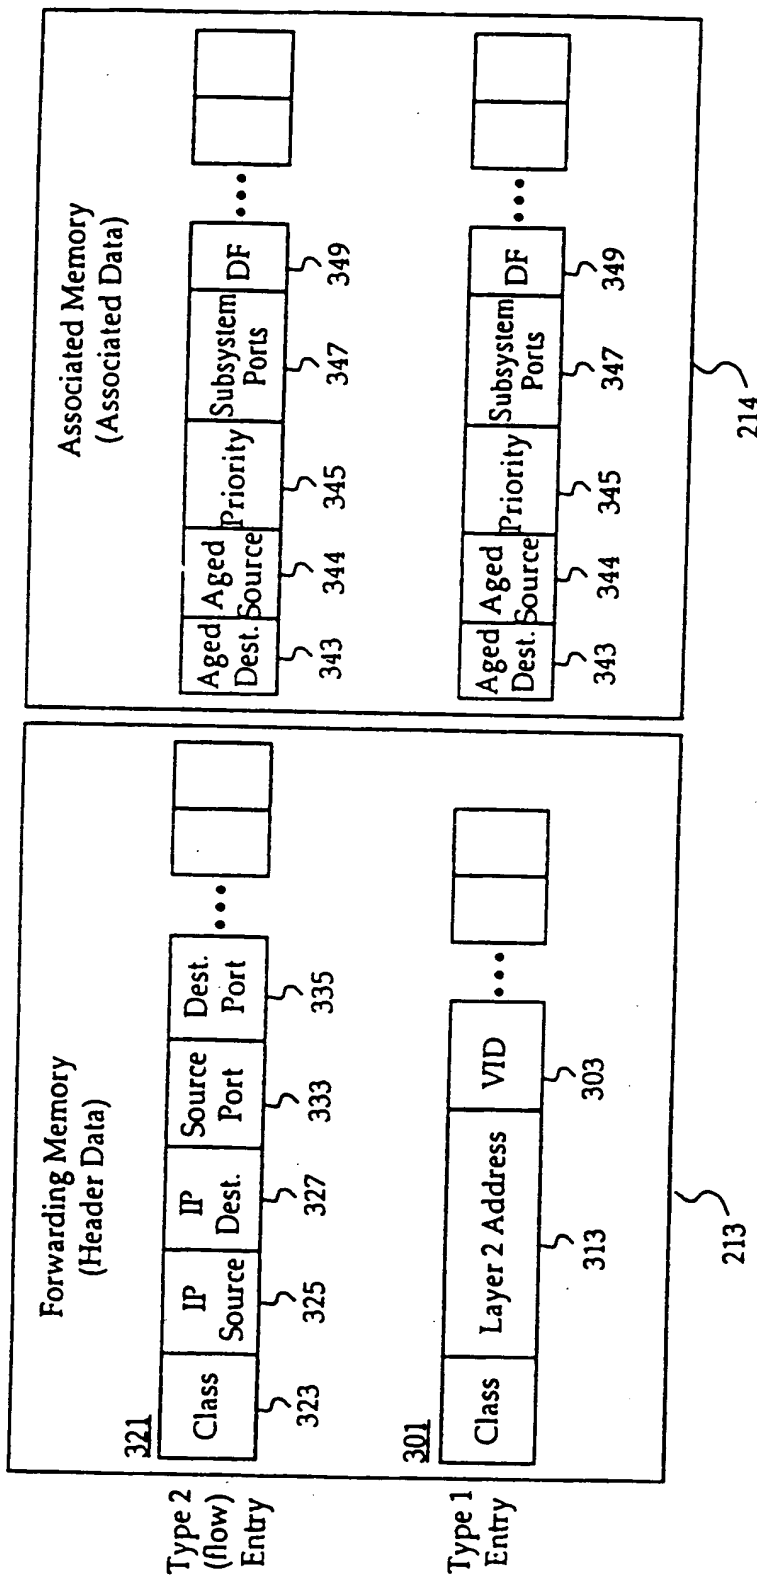 Forwarding Memory
(Header Data)
Associated Memory
(Associated Data)
Type 2
(flow)
Entry
321
Class
IP
Source
IP
Dest.
Source
Port
Dest.
Port
•••
Aged
Dest.
Aged
Source
Priority
Subsystem
Ports
DF
•••
323
325
327
333
335
343
344
345
347
349
Type 1
Entry
301
Class
Layer 2 Address
VID
•••
Aged
Dest.
Aged
Source
Priority
Subsystem
Ports
DF
•••
313
303
343
344
345
347
349
213
214